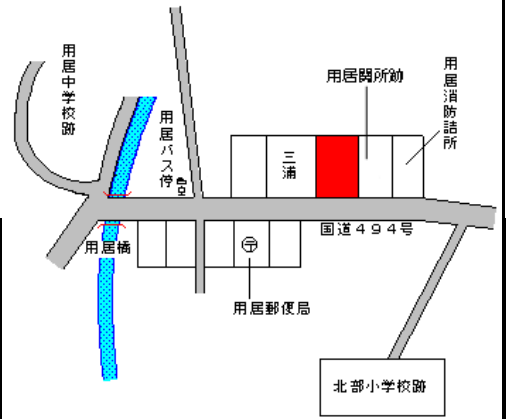 用居中学校跡
用居バス停
用居関所跡
用居消防詰所
三浦
国道494号
用居橋
〒
用居郵便局
北部小学校跡